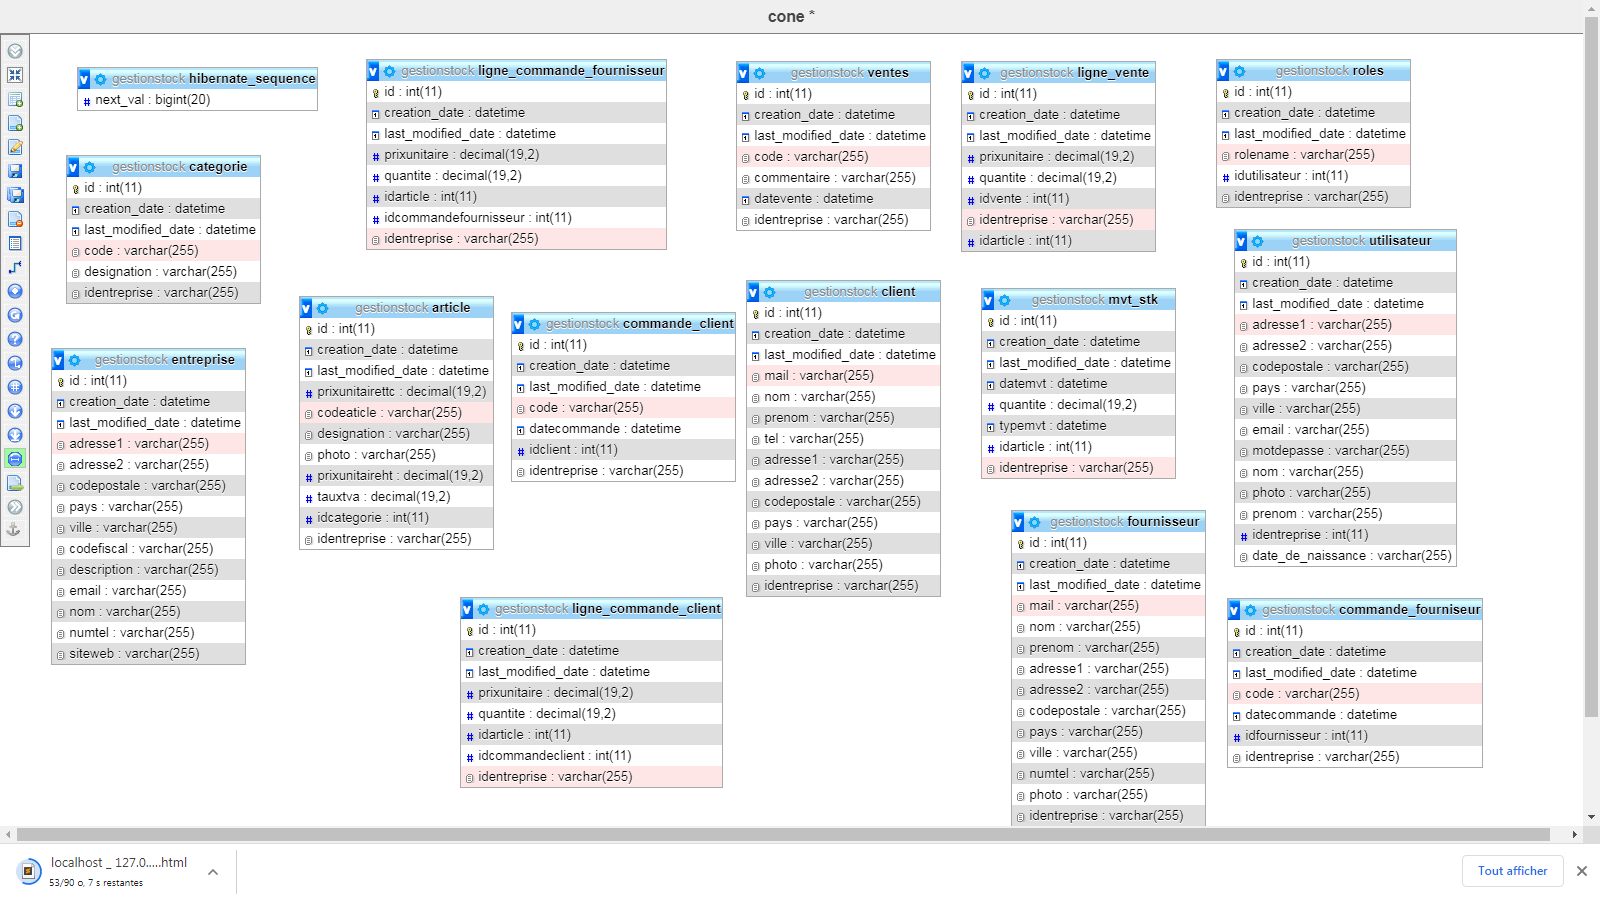 cone *
gestionstock hibernate_sequence
next_val : bigint(20)
gestionstock categorie
id : int(11)
creation_date : datetime
last_modified_date : datetime
code : varchar(255)
designation : varchar(255)
identreprise : varchar(255)
gestionstock entreprise
id : int(11)
creation_date : datetime
last_modified_date : datetime
adresse1 : varchar(255)
adresse2 : varchar(255)
codepostale : varchar(255)
pays : varchar(255)
ville : varchar(255)
codefiscal : varchar(255)
description : varchar(255)
email : varchar(255)
nom : varchar(255)
numtel : varchar(255)
siteweb : varchar(255)
gestionstock ligne_commande_fournisseur
id : int(11)
creation_date : datetime
last_modified_date : datetime
prixunitaire : decimal(19,2)
quantite : decimal(19,2)
idarticle : int(11)
idcommandefournisseur : int(11)
identreprise : varchar(255)
gestionstock article
id : int(11)
creation_date : datetime
last_modified_date : datetime
prixunitairettc : decimal(19,2)
codeaticle : varchar(255)
designation : varchar(255)
photo : varchar(255)
prixunitaireht : decimal(19,2)
tauxtva : decimal(19,2)
idcategorie : int(11)
identreprise : varchar(255)
gestionstock commande_client
id : int(11)
creation_date : datetime
last_modified_date : datetime
code : varchar(255)
datecommande : datetime
idclient : int(11)
identreprise : varchar(255)
gestionstock ligne_commande_client
id : int(11)
creation_date : datetime
last_modified_date : datetime
prixunitaire : decimal(19,2)
quantite : decimal(19,2)
idarticle : int(11)
idcommandeclient : int(11)
identreprise : varchar(255)
gestionstock ventes
id : int(11)
creation_date : datetime
last_modified_date : datetime
code : varchar(255)
commentaire : varchar(255)
datevente : datetime
identreprise : varchar(255)
gestionstock client
id : int(11)
creation_date : datetime
last_modified_date : datetime
mail : varchar(255)
nom : varchar(255)
prenom : varchar(255)
tel : varchar(255)
adresse1 : varchar(255)
adresse2 : varchar(255)
codepostale : varchar(255)
pays : varchar(255)
ville : varchar(255)
photo : varchar(255)
identreprise : varchar(255)
gestionstock ligne_vente
id : int(11)
creation_date : datetime
last_modified_date : datetime
prixunitaire : decimal(19,2)
quantite : decimal(19,2)
idvente : int(11)
identreprise : varchar(255)
idarticle : int(11)
gestionstock mvt_stk
id : int(11)
creation_date : datetime
last_modified_date : datetime
datemvt : datetime
quantite : decimal(19,2)
typemvt : datetime
idarticle : int(11)
identreprise : varchar(255)
gestionstock fournisseur
id : int(11)
creation_date : datetime
last_modified_date : datetime
mail : varchar(255)
nom : varchar(255)
prenom : varchar(255)
adresse1 : varchar(255)
adresse2 : varchar(255)
codepostale : varchar(255)
pays : varchar(255)
ville : varchar(255)
numtel : varchar(255)
photo : varchar(255)
identreprise : varchar(255)
gestionstock roles
id : int(11)
creation_date : datetime
last_modified_date : datetime
rolename : varchar(255)
idutilisateur : int(11)
identreprise : varchar(255)
gestionstock utilisateur
id : int(11)
creation_date : datetime
last_modified_date : datetime
adresse1 : varchar(255)
adresse2 : varchar(255)
codepostale : varchar(255)
pays : varchar(255)
ville : varchar(255)
email : varchar(255)
motdepasse : varchar(255)
nom : varchar(255)
photo : varchar(255)
prenom : varchar(255)
identreprise : int(11)
date_de_naissance : varchar(255)
gestionstock commande_fourniseur
id : int(11)
creation_date : datetime
last_modified_date : datetime
code : varchar(255)
datecommande : datetime
idfournisseur : int(11)
identreprise : varchar(255)
localhost _ 127.0.....html
53/90 o, 7 s restantes
Tout afficher